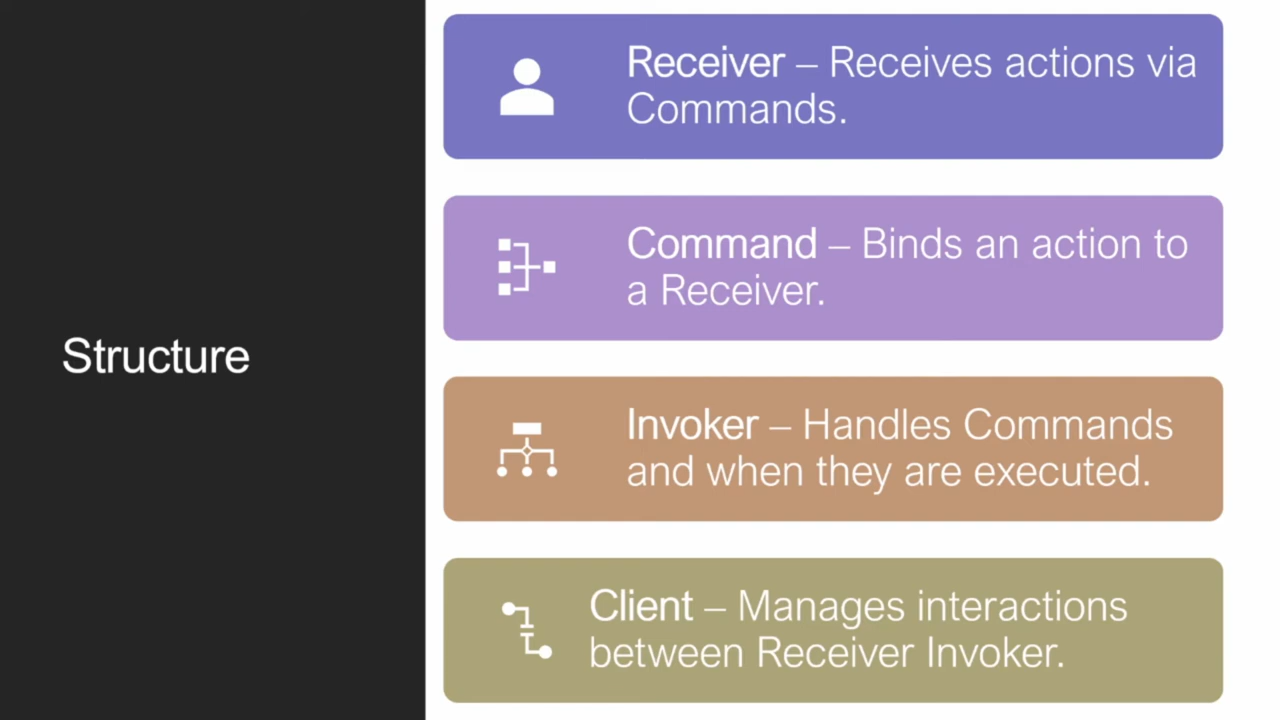 Structure
Receiver – Receives actions via
Commands.
Command – Binds an action to
a Receiver.
Invoker – Handles Commands
and when they are executed.
Client – Manages interactions
between Receiver Invoker.